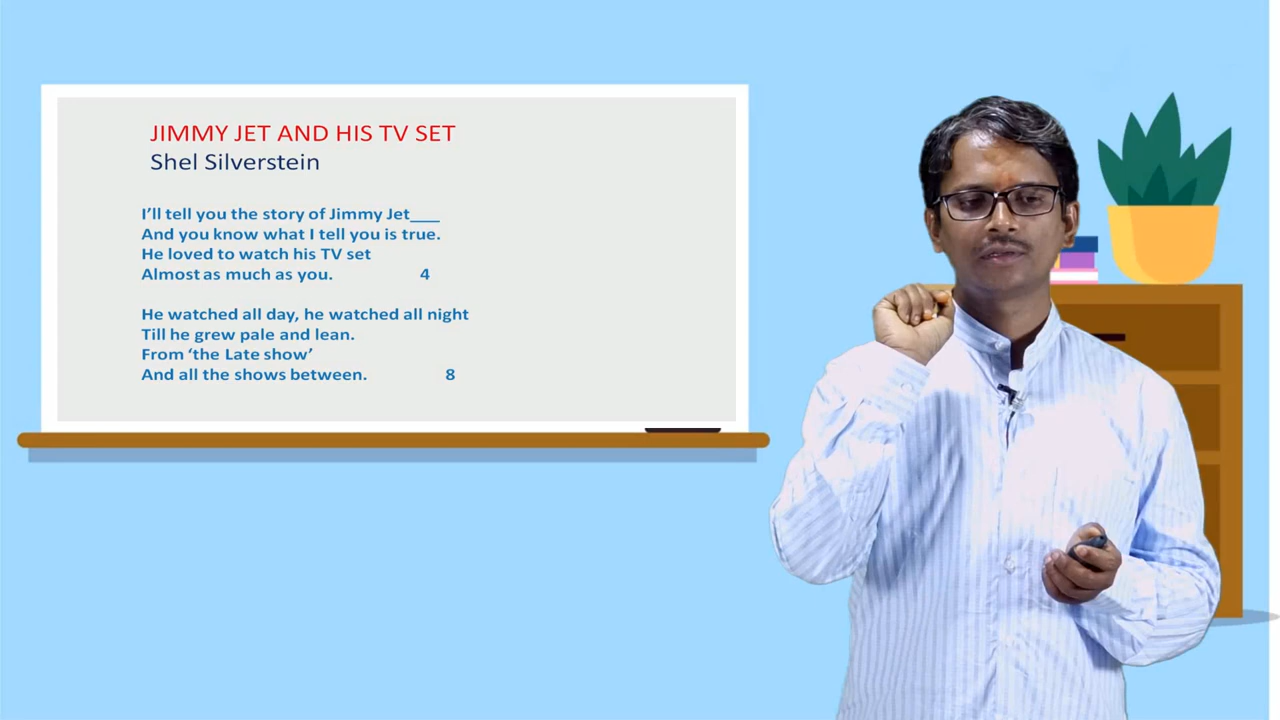 JIMMY JET AND HIS TV SET
Shel Silverstein
I'll tell you the story of Jimmy Jet___
And you know what I tell you is true.
He loved to watch his TV set
Almost as much as you. 4
He watched all day, he watched all night
Till he grew pale and lean.
From ‘the Late show’
And all the shows between. 8